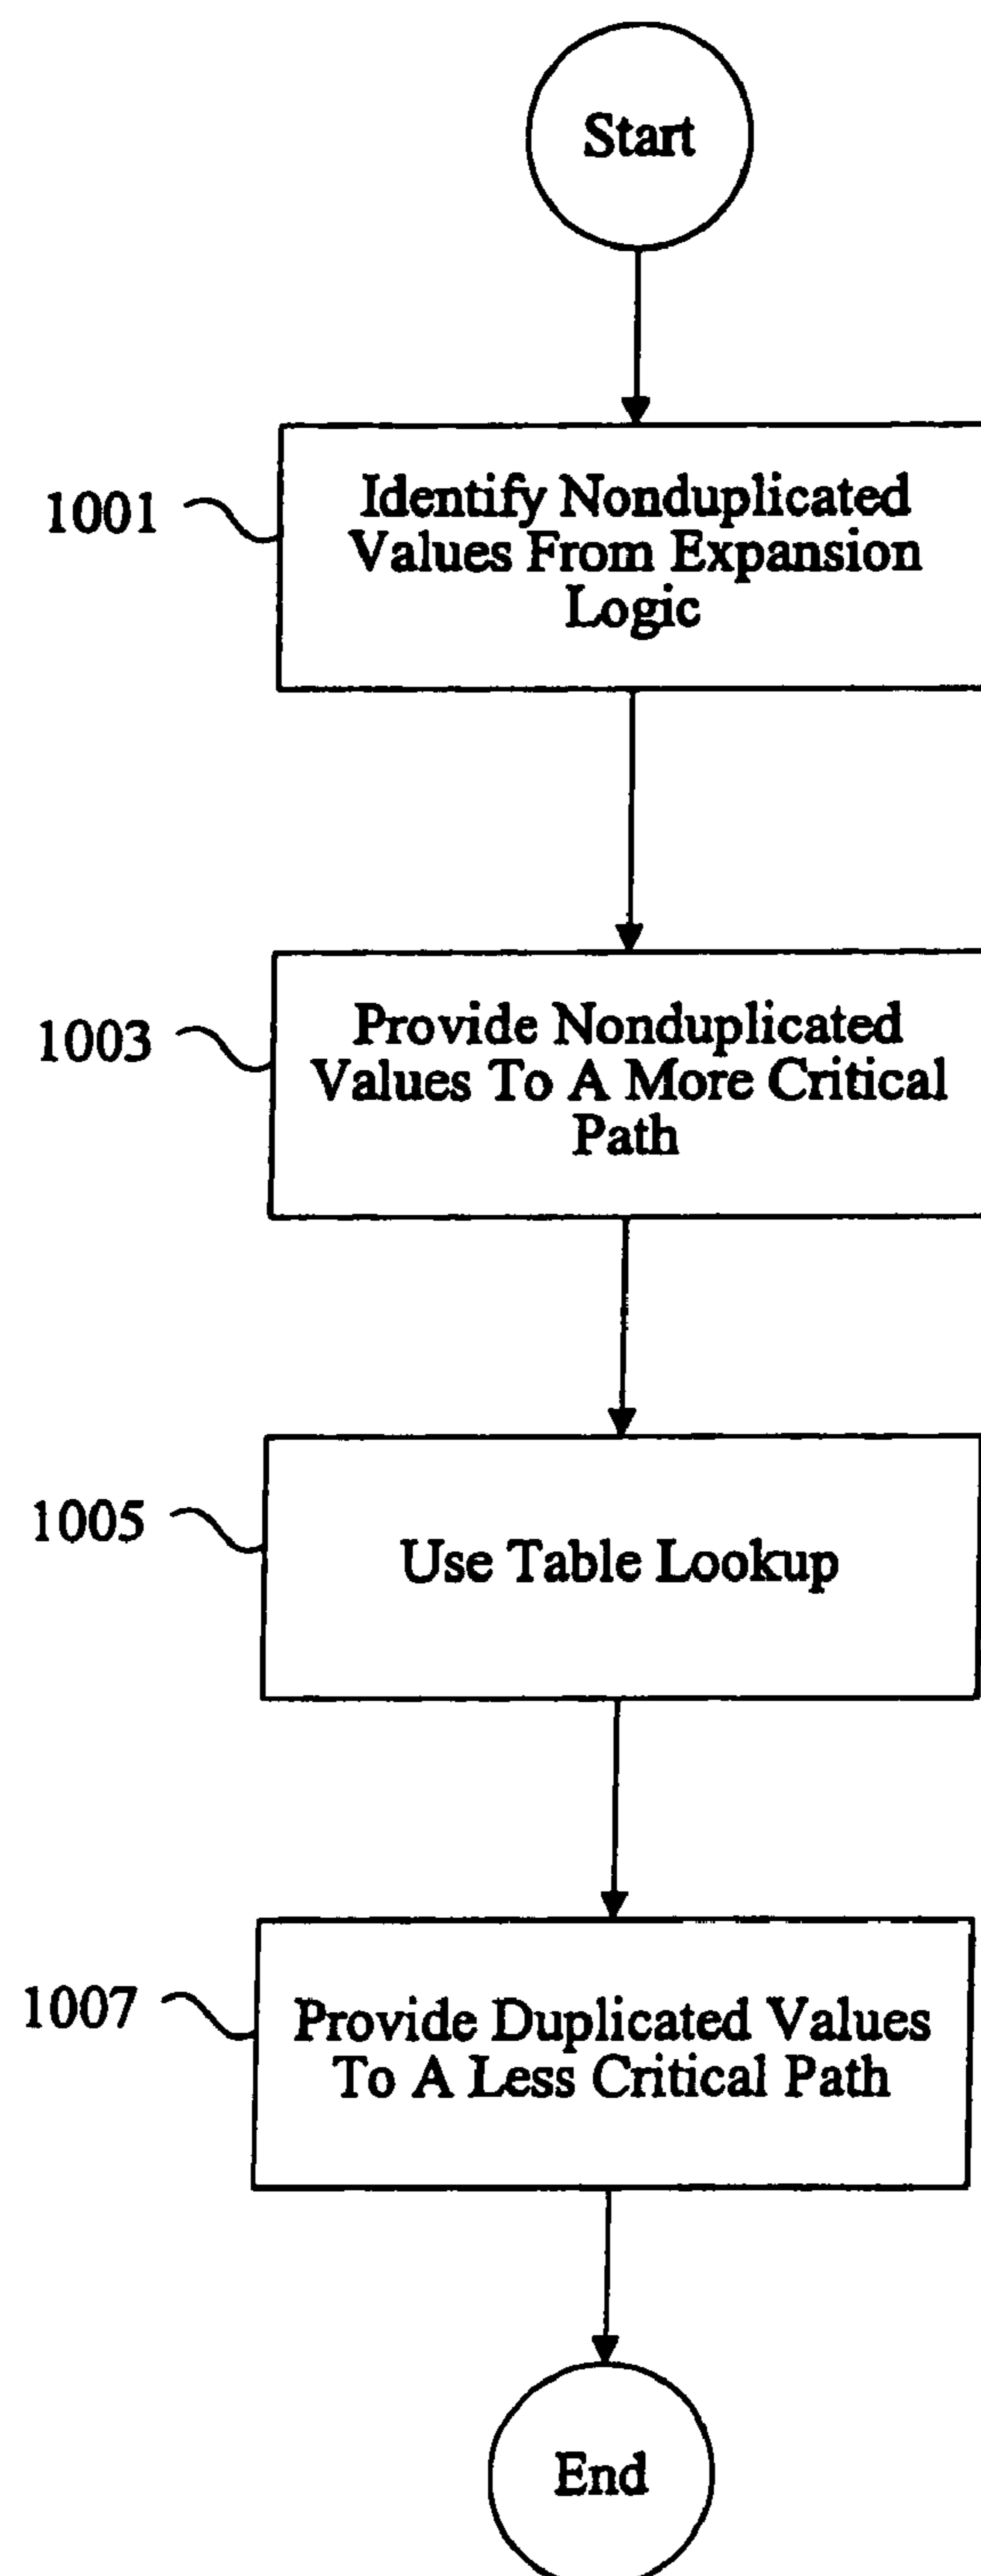 Start
1001
Identify Nonduplicated
Values From Expansion
Logic
1003
Provide Nonduplicated
Values To A More Critical
Path
1005
Use Table Lookup
1007
Provide Duplicated Values
To A Less Critical Path
End